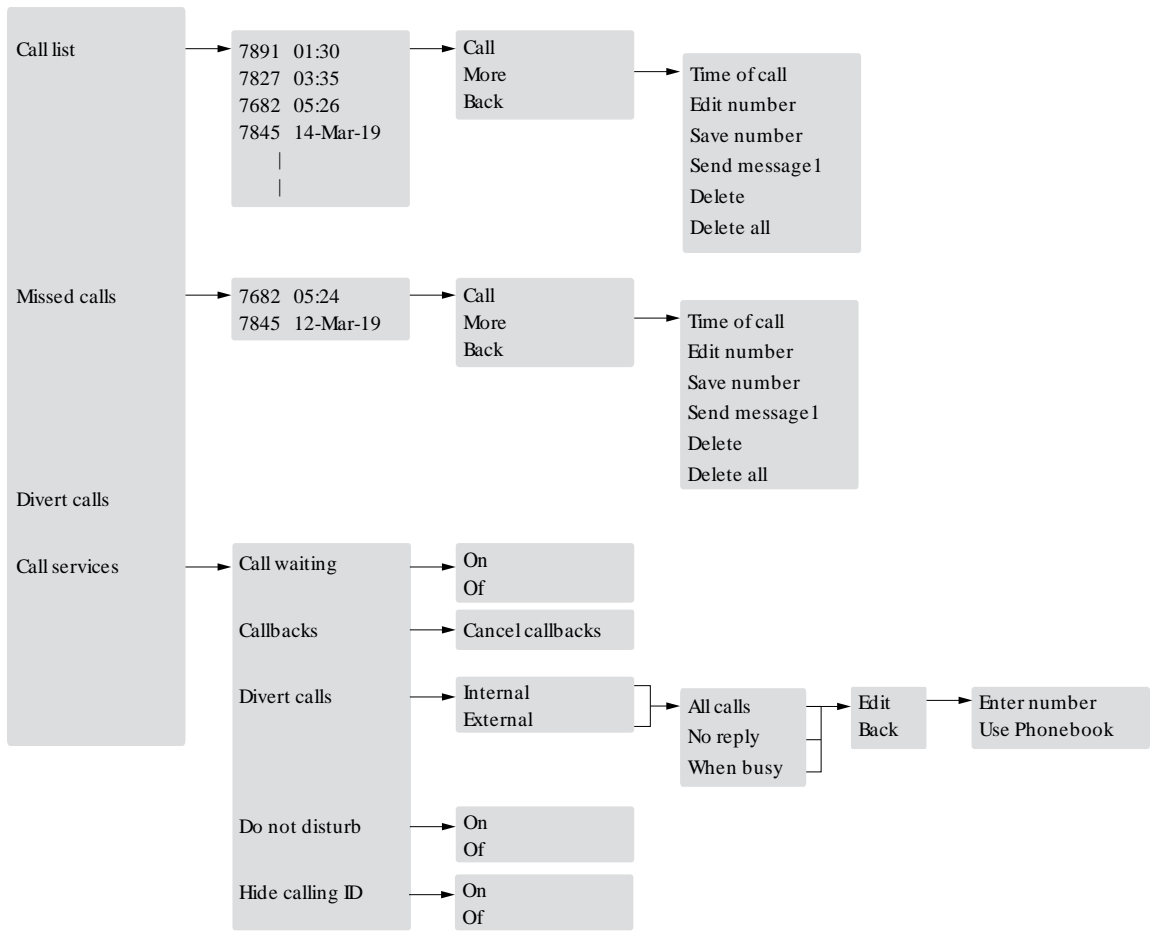 Call list
7891 01:30
7827 03:35
7682 05:26
7845 14-Mar-19
|
|
Call
More
Back
Time of call
Edit number
Save number
Send message1
Delete
Delete all
Missed calls
7682 05:24
7845 12-Mar-19
Call
More
Back
Time of call
Edit number
Save number
Send message1
Delete
Delete all
Divert calls
Call services
Call waiting
On
Of
Callbacks
Cancel callbacks
Divert calls
Internal
External
All calls
No reply
When busy
Edit
Back
Enter number
Use Phonebook
Do not disturb
On
Of
Hide calling ID
On
Of